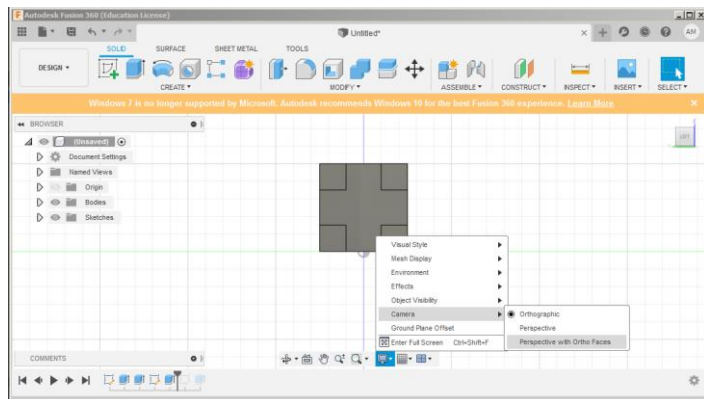 Autodesk Fusion 360 (Education License)
Untitled*
AM
SOLID SURFACE SHEET METAL TOOLS
DESIGN
CREATE MODIFY ASSEMBLE CONSTRUCT INSPECT INSERT SELECT
Windows 7 is no longer supported by Microsoft. Autodesk recommends Windows 10 for the best Fusion 360 experience. Learn More
BROWSER
LEFT
(Unsaved)
Document Settings
Named Views
Origin
Bodies
Sketches
Visual Style
Mesh Display
Environment
Effects
Object Visibility
Camera
Orthographic
Ground Plane Offset
Perspective
Enter Full Screen Ctrl+Shift+F
Perspective with Ortho Faces
COMMENTS